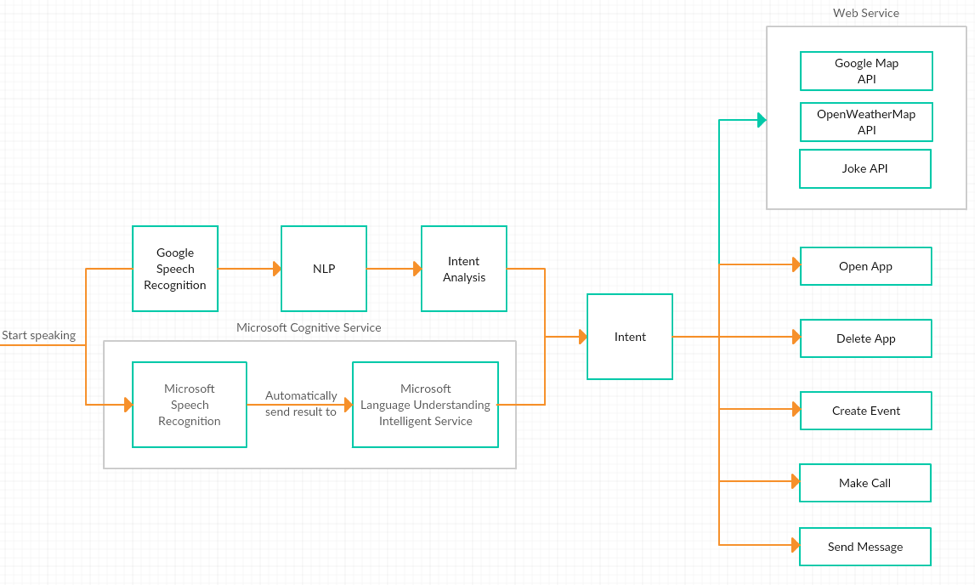 Web Service
Google Map
API
OpenWeatherMap
API
Joke API
Google
Speech
Recognition
NLP
Intent
Analysis
Open App
Start speaking
Microsoft Cognitive Service
Intent
Delete App
Microsoft
Speech
Recognition
Automatically
send result to
Microsoft
Language Understanding
Intelligent Service
Create Event
Make Call
Send Message